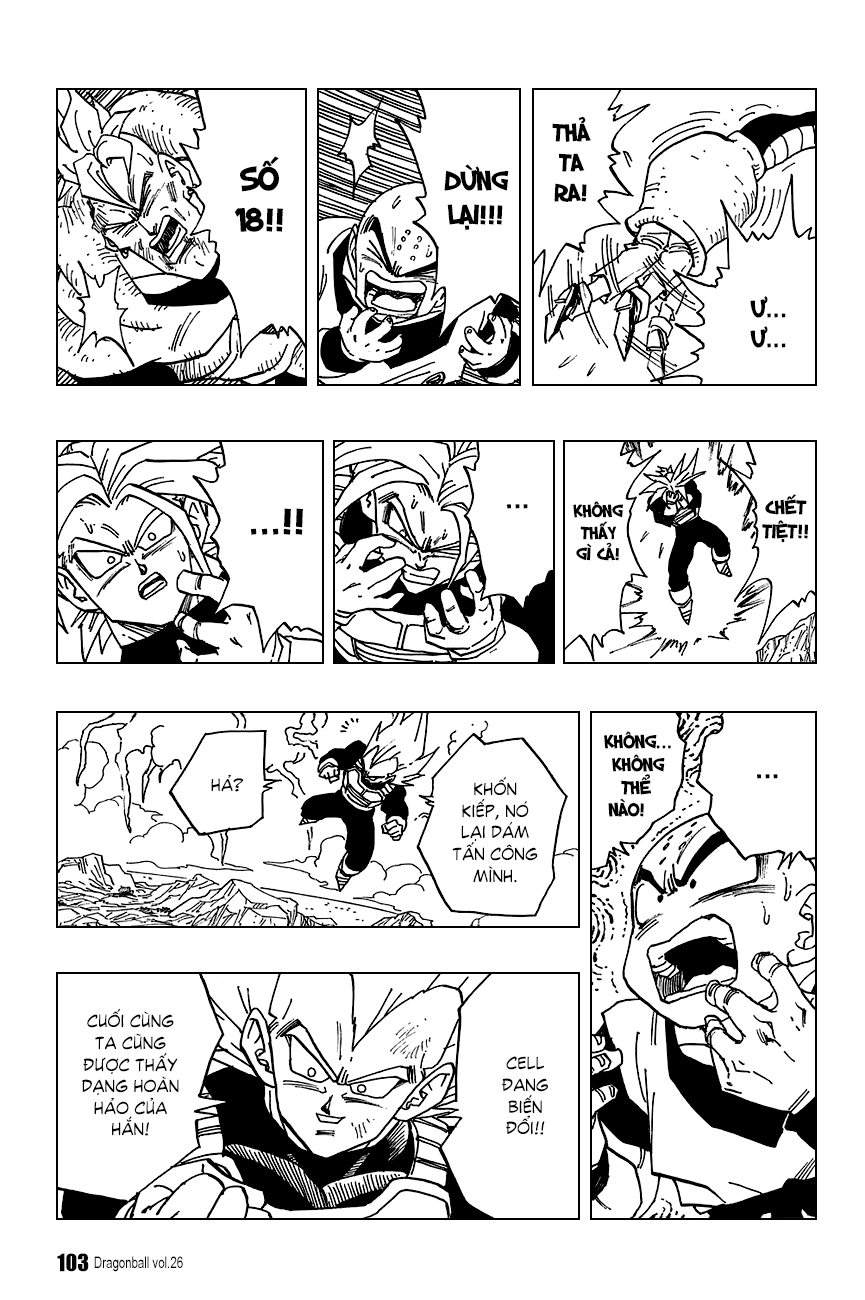 THẢ
TA
RA!
Ư...
Ư...
DỪNG
LẠI!!!
SỐ
18!!
CHẾT
TIỆT!!
KHÔNG
THẤY
GÌ CẢ!
...
...!!
...
KHÔNG...
KHÔNG
THỂ
NÀO!
KHỐN
KIẾP, NÓ
LẠI DÁM
TẤN CÔNG
MÌNH.
HẢ?
CELL
ĐANG
BIẾN
ĐỔI!!
CUỐI CÙNG
TA CŨNG
ĐƯỢC THẤY
DẠNG HOÀN
HẢO CỦA
HẮN!
103 Dragonball vol.26